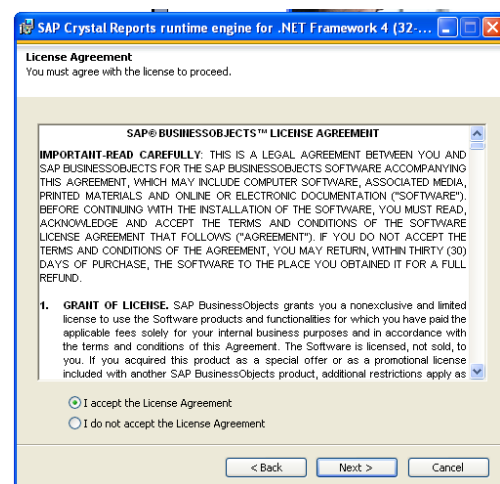 SAP Crystal Reports runtime engine for .NET Framework 4 (32-...
License Agreement
You must agree with the license to proceed.
SAP® BUSINESSOBJECTS™ LICENSE AGREEMENT
IMPORTANT-READ CAREFULLY: THIS IS A LEGAL AGREEMENT BETWEEN YOU AND
SAP BUSINESSOBJECTS FOR THE SAP BUSINESSOBJECTS SOFTWARE ACCOMPANYING
THIS AGREEMENT, WHICH MAY INCLUDE COMPUTER SOFTWARE, ASSOCIATED MEDIA,
PRINTED MATERIALS AND ONLINE OR ELECTRONIC DOCUMENTATION ("SOFTWARE").
BEFORE CONTINUING WITH THE INSTALLATION OF THE SOFTWARE, YOU MUST READ,
ACKNOWLEDGE AND ACCEPT THE TERMS AND CONDITIONS OF THE SOFTWARE
LICENSE AGREEMENT THAT FOLLOWS ("AGREEMENT"). IF YOU DO NOT ACCEPT THE
TERMS AND CONDITIONS OF THE AGREEMENT, YOU MAY RETURN, WITHIN THIRTY (30)
DAYS OF PURCHASE, THE SOFTWARE TO THE PLACE YOU OBTAINED IT FOR A FULL
REFUND.
1. GRANT OF LICENSE. SAP BusinessObjects grants you a nonexclusive and limited
license to use the Software products and functionalities for which you have paid the
applicable fees solely for your internal business purposes and in accordance with
the terms and conditions of this Agreement. The Software is licensed, not sold, to
you. If you acquired this product as a special offer or as a promotional license
included with another SAP BusinessObjects product, additional restrictions apply as
I accept the License Agreement
I do not accept the License Agreement
< Back
Next >
Cancel